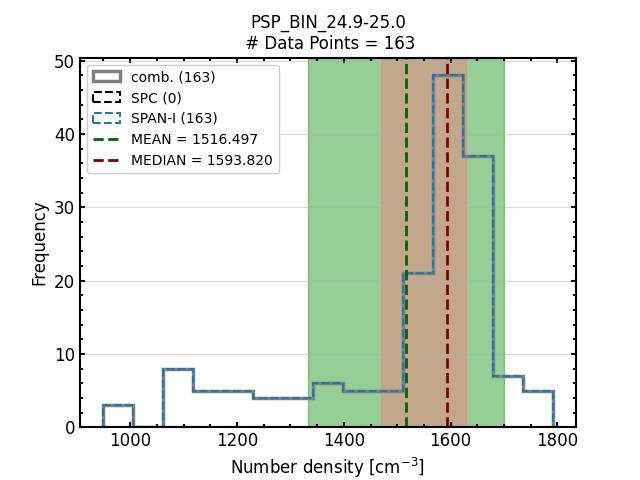 PSP_BIN_24.9-25.0
# Data Points = 163
comb. (163)
SPC (0)
SPAN-I (163)
MEAN = 1516.497
MEDIAN = 1593.820
Frequency
50
40
30
20
10
0
1000 1200 1400 1600 1800
Number density [cm⁻³]